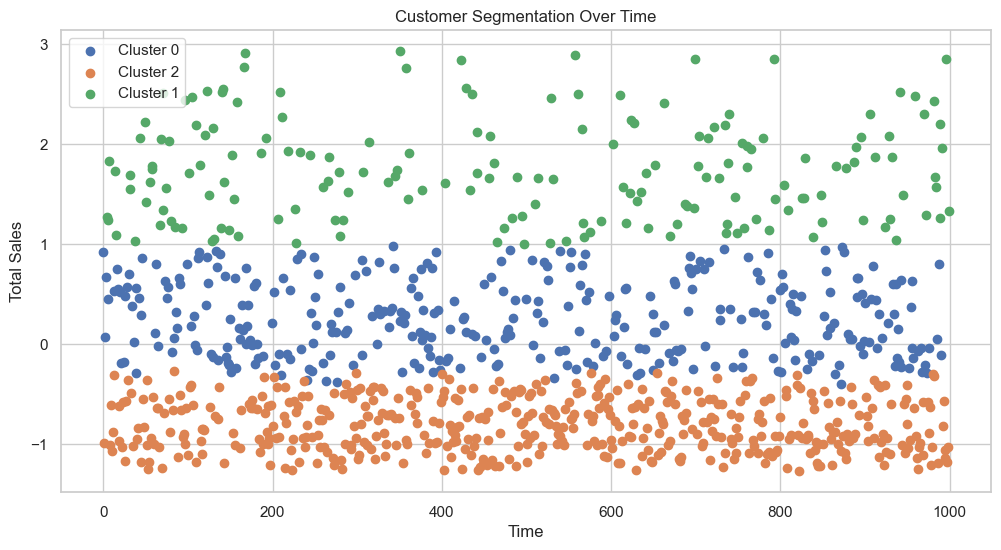 Customer Segmentation Over Time
Cluster 0
Cluster 2
Cluster 1
Total Sales
3
2
1
0
−1
0
200
400
600
800
1000
Time